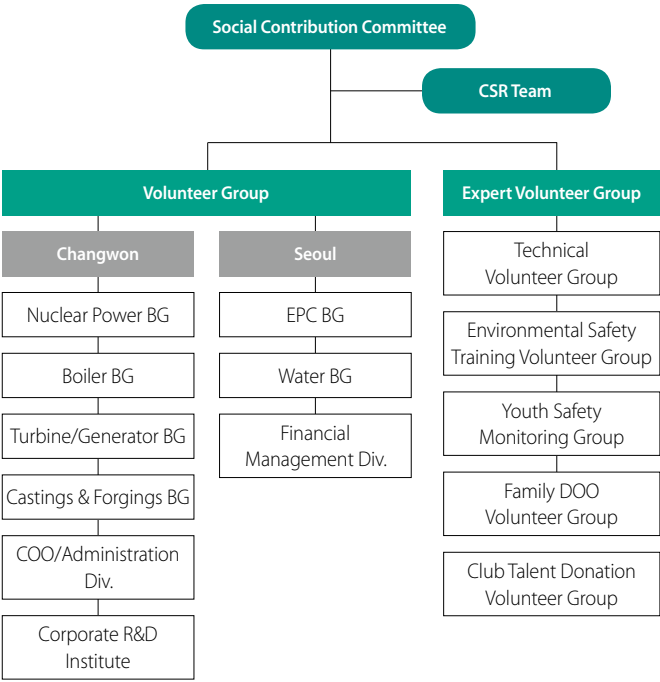 Social Contribution Committee
CSR Team
Volunteer Group
Changwon
Nuclear Power BG
Boiler BG
Turbine/Generator BG
Castings & Forgings BG
COO/Administration
Div.
Corporate R&D
Institute
Seoul
EPC BG
Water BG
Financial
Management Div.
Expert Volunteer Group
Technical
Volunteer Group
Environmental Safety
Training Volunteer Group
Youth Safety
Monitoring Group
Family DOO
Volunteer Group
Club Talent Donation
Volunteer Group